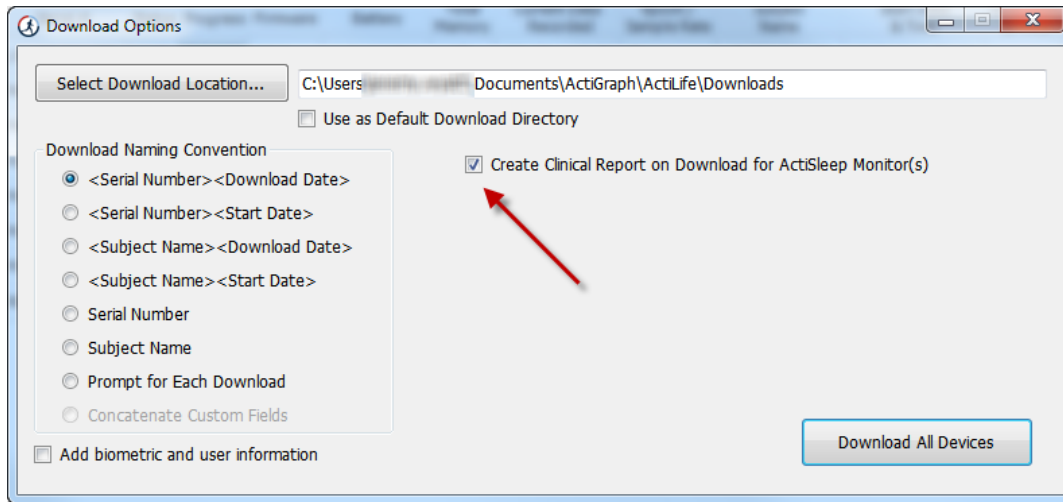 Download Options
Select Download Location...
C:\Users Documents\ActiGraph\ActiLife\Downloads
Use as Default Download Directory
Download Naming Convention
Create Clinical Report on Download for ActiSleep Monitor(s)
<Serial Number><Download Date>
<Serial Number><Start Date>
<Subject Name><Download Date>
<Subject Name><Start Date>
Serial Number
Subject Name
Prompt for Each Download
Concatenate Custom Fields
Download All Devices
Add biometric and user information